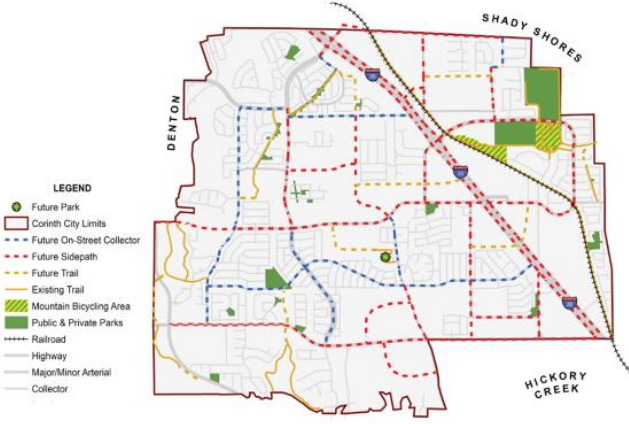 SHADY SHORES
DENTON
LEGEND
Future Park
Corinth City Limits
Future On-Street Collector
Future Sidepath
Future Trail
Existing Trail
Mountain Bicycling Area
Public & Private Parks
Railroad
Highway
Major/Minor Arterial
Collector
HICKORY
CREEK